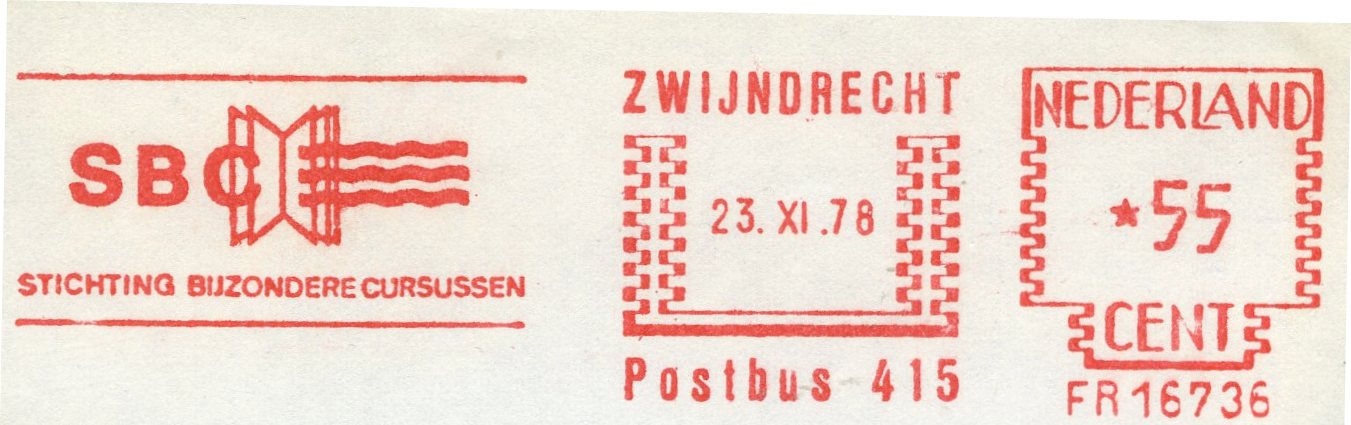 SBC
STICHTING BIJZONDERE CURSUSSEN
ZWIJNDRECHT
23. XI .78
Postbus 415
NEDERLAND
*55
CENT
FR 16736